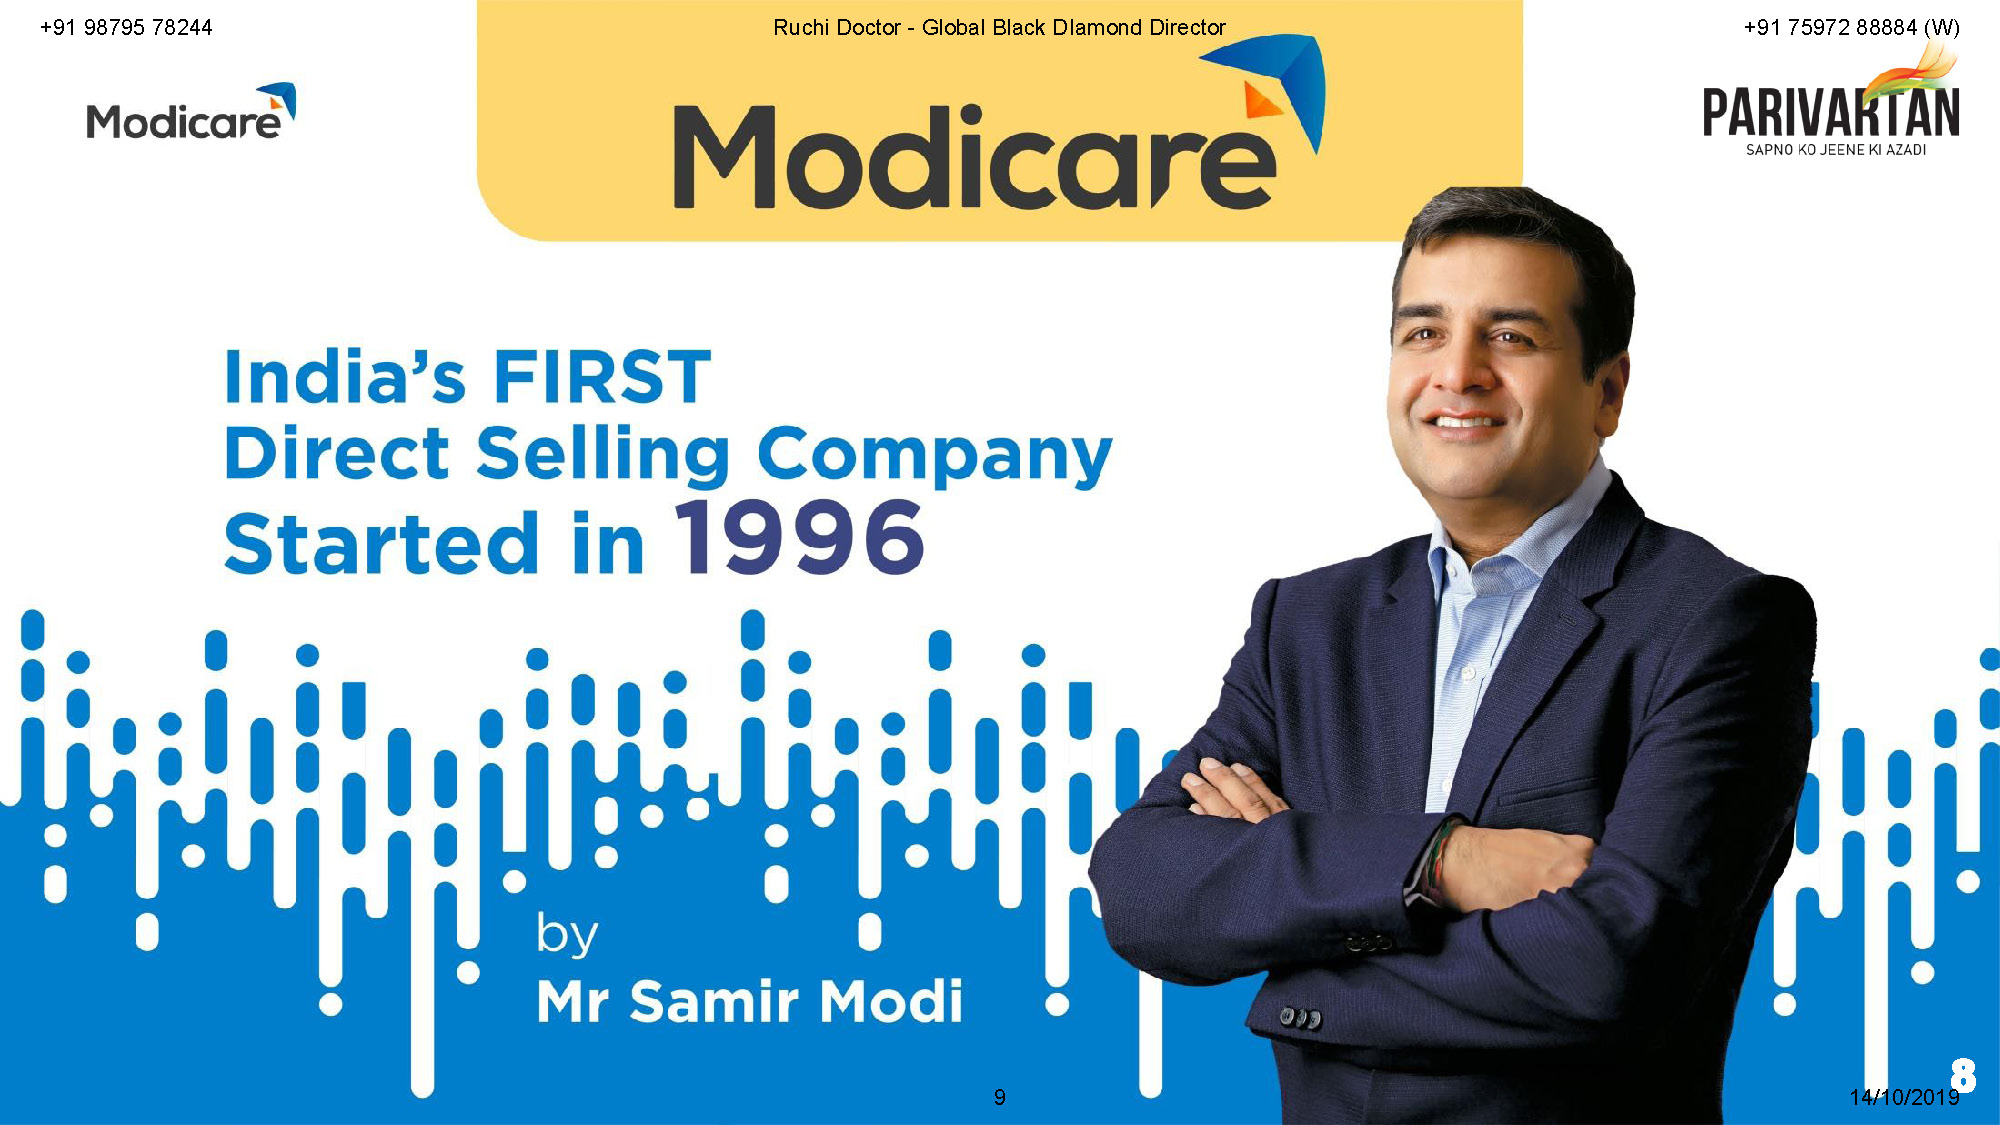 +91 98795 78244
Ruchi Doctor - Global Black DIamond Director
+91 75972 88884 (W)
Modicare
Modicare
PARIVARTAN
SAPNO KO JEENE KI AZADI
India's FIRST
Direct Selling Company
Started in 1996
by
Mr Samir Modi
8
9
14/10/2019